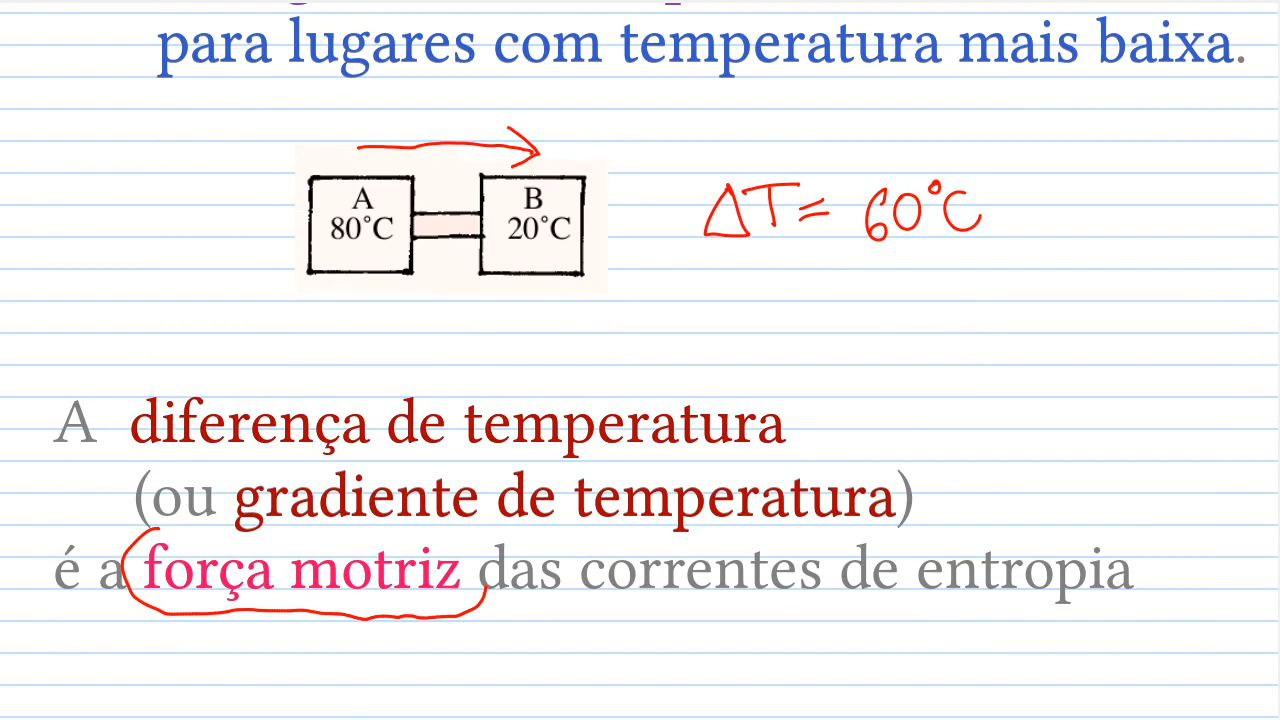 para lugares com temperatura mais baixa.
A
80°C
B
20°C
ΔT = 60°C
A diferença de temperatura
(ou gradiente de temperatura)
é a força motriz das correntes de entropia